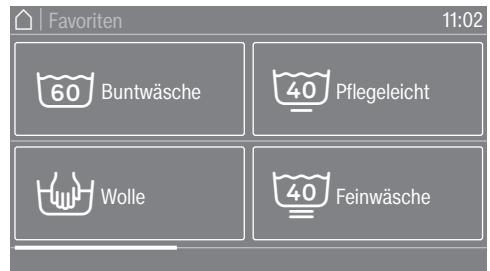 Favoriten 11:02
60 Buntwäsche
40 Pflegeleicht
Wolle
40 Feinwäsche